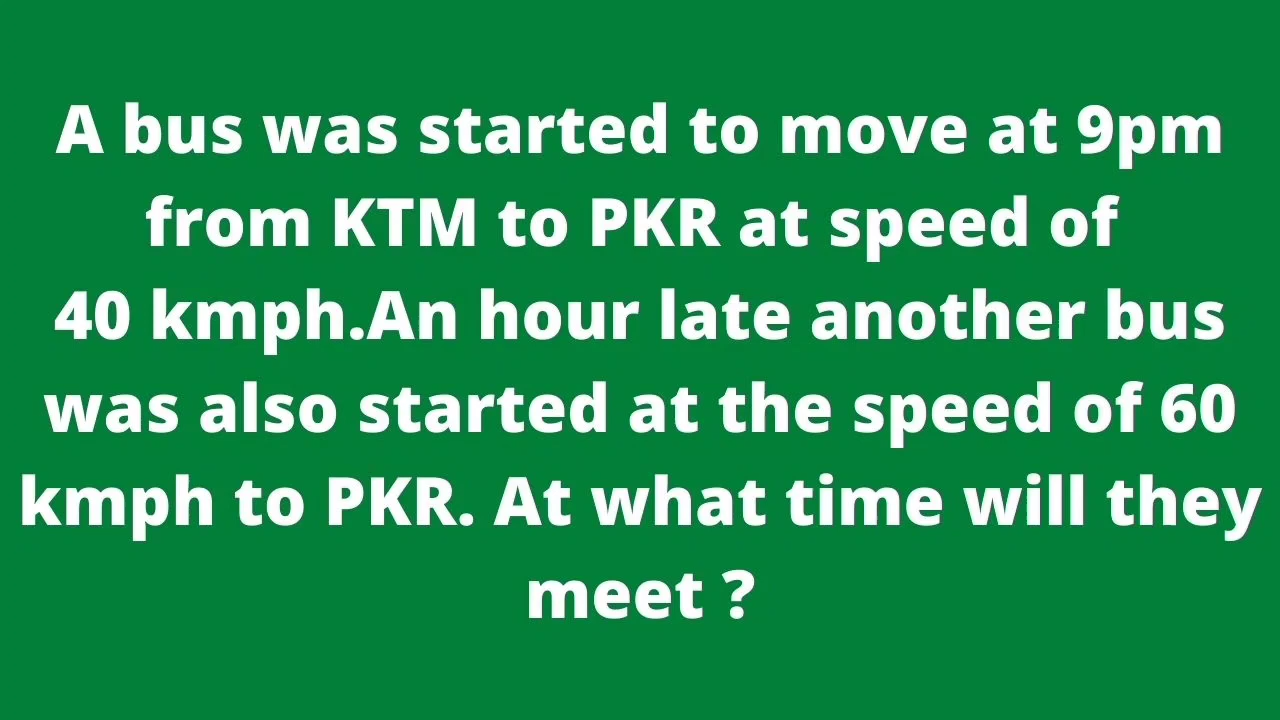 A bus was started to move at 9pm
from KTM to PKR at speed of
40 kmph.An hour late another bus
was also started at the speed of 60
kmph to PKR. At what time will they
meet ?